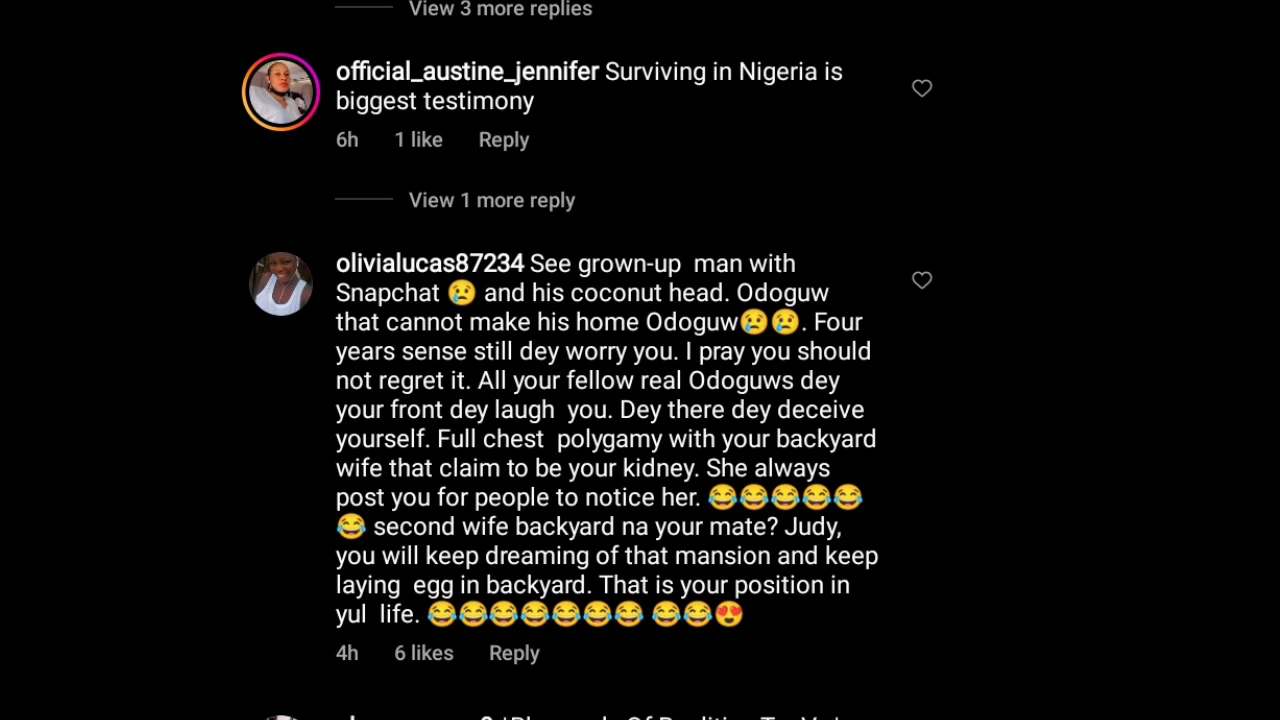 View 3 more replies
official_austine_jennifer Surviving in Nigeria is
biggest testimony
6h 1 like Reply
View 1 more reply
olivialucas87234 See grown-up man with
Snapchat 😢 and his coconut head. Odoguw
that cannot make his home Odoguw😢😢. Four
years sense still dey worry you. I pray you should
not regret it. All your fellow real Odoguws dey
your front dey laugh you. Dey there dey deceive
yourself. Full chest polygamy with your backyard
wife that claim to be your kidney. She always
post you for people to notice her. 😂😂😂😂😂
😂 second wife backyard na your mate? Judy,
you will keep dreaming of that mansion and keep
laying egg in backyard. That is your position in
yul life. 😂😂😂😂😂😂😂 😂😂😍
4h 6 likes Reply